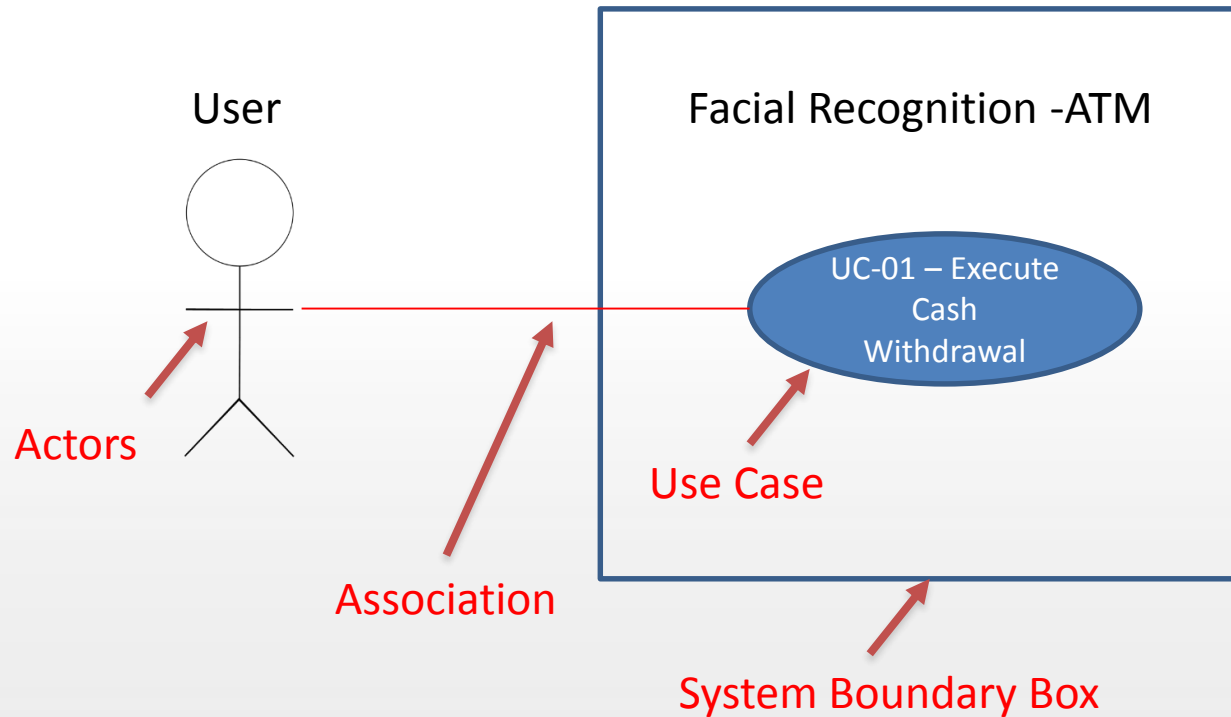 User
Facial Recognition -ATM
UC-01 – Execute
Cash
Withdrawal
Actors
Use Case
Association
System Boundary Box